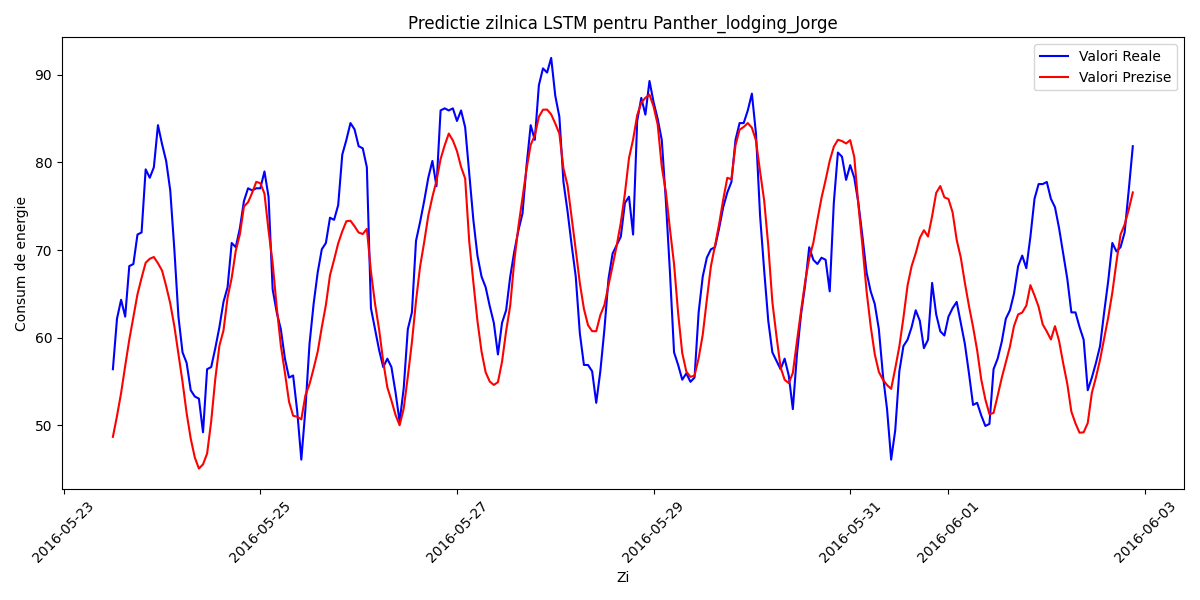 Predictie zilnica LSTM pentru Panther_lodging_Jorge
Valori Reale
Valori Prezise
Consum de energie
90
80
70
60
50
2016-05-23
2016-05-25
2016-05-27
2016-05-29
2016-05-31
2016-06-01
2016-06-03
Zi